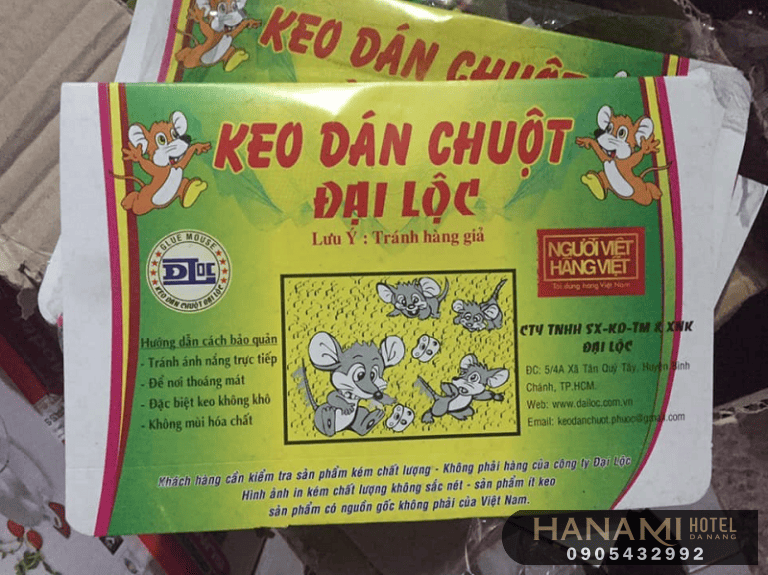 KEO DÁN CHUỘT
KEO DÁN CHUỘT
ĐẠI LỘC
Lưu Ý : Tránh hàng giả
GLUE MOUSE
DLOC
KEO DÁN CHUỘT ĐẠI LỘC
NGƯỜI VIỆT
HÀNG VIỆT
Tôi dùng hàng Việt Nam
Hướng dẫn cách bảo quản
- Tránh ánh nắng trực tiếp
- Để nơi thoáng mát
- Đặc biệt keo không khô
- Không mùi hóa chất
CTY TNHH SX-KD-TM & XNK
ĐẠI LỘC
ĐC: 5/4A Xã Tân Quý Tây, Huyện Bình
Chánh, TP.HCM.
Web: www.dailoc.com.vn
Email: keodanchuot.phuoc@gmail.com
Khách hàng cần kiểm tra sản phẩm kém chất lượng - Không phải hàng của công ty Đại Lộc
Hình ảnh in kém chất lượng không sắc nét - sản phẩm ít keo
sản phẩm có nguồn gốc không phải của Việt Nam.
HANAMI HOTEL
DA NANG
0905432992